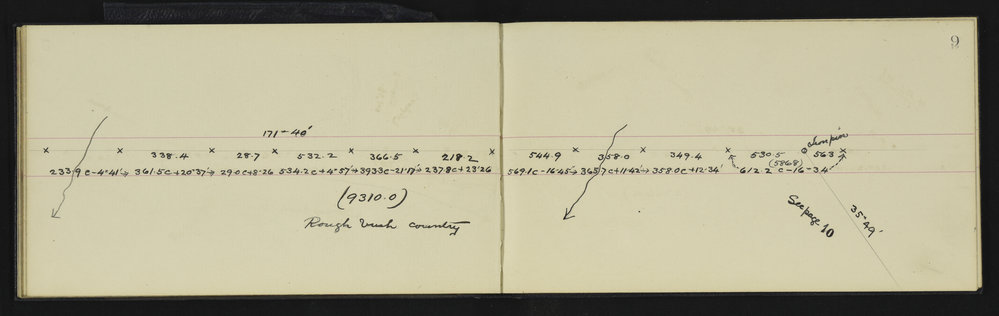 9
171-40'
alumpin
338.4 28.7 532.2 366.5 218.2 544.9 358.0 349.4 530.5 563
(5868)
233.9c-4°41' 361.5c+20°37' 29.0c+8.26 534.2c+4°57' 393.3c-21°17' 237.8c+23.26 569.1c-16.45 365.7c+11°42' 358.0c+12.34' 612.2c-16-34'
(9310.0)
See page 10
35°49'
Rough bush country